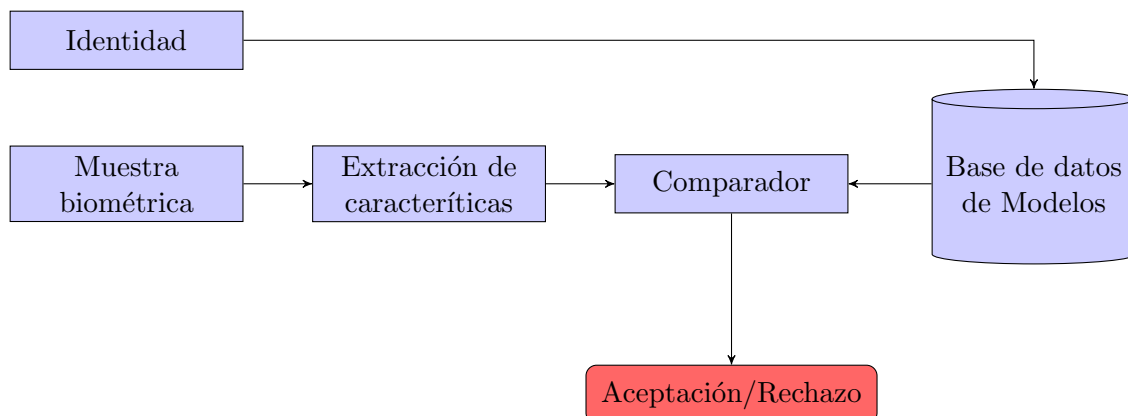 Identidad
Muestra
biométrica
Extracción de
caracteríticas
Comparador
Base de datos
de Modelos
Aceptación/Rechazo